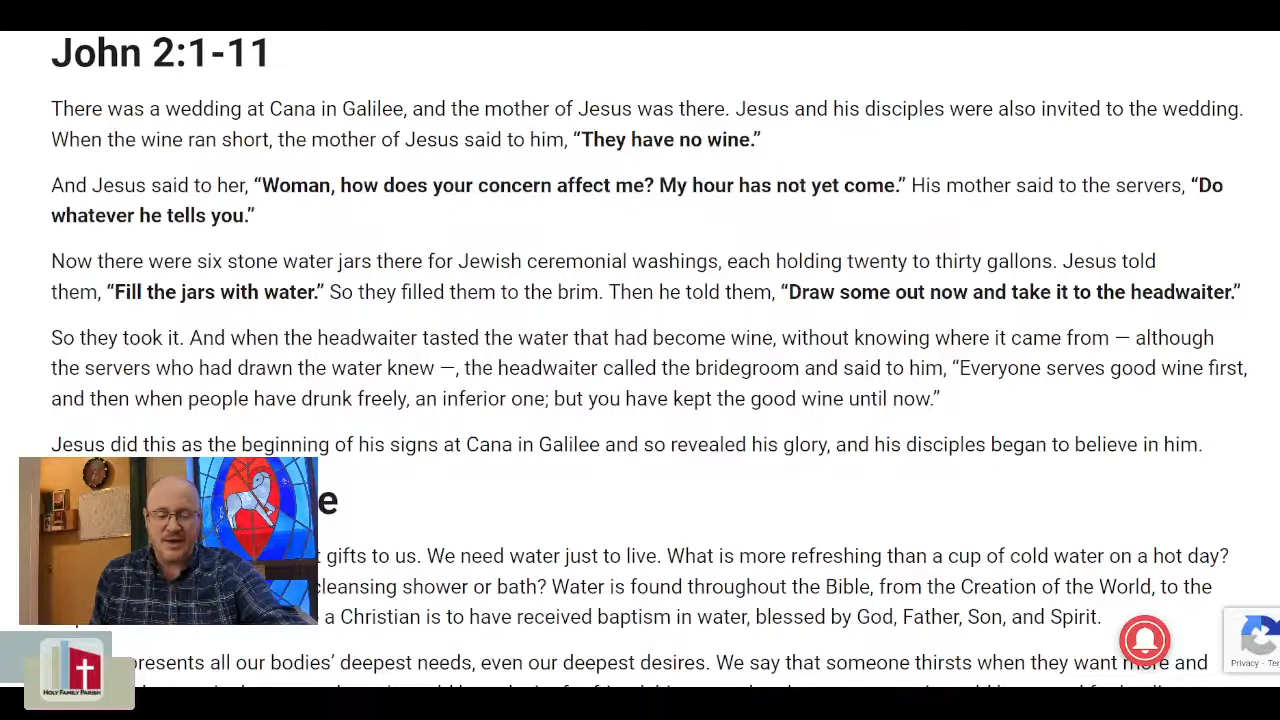 John 2:1-11
There was a wedding at Cana in Galilee, and the mother of Jesus was there. Jesus and his disciples were also invited to the wedding.
When the wine ran short, the mother of Jesus said to him, “They have no wine.”
And Jesus said to her, “Woman, how does your concern affect me? My hour has not yet come.” His mother said to the servers, “Do
whatever he tells you.”
Now there were six stone water jars there for Jewish ceremonial washings, each holding twenty to thirty gallons. Jesus told
them, “Fill the jars with water.” So they filled them to the brim. Then he told them, “Draw some out now and take it to the headwaiter.”
So they took it. And when the headwaiter tasted the water that had become wine, without knowing where it came from — although
the servers who had drawn the water knew —, the headwaiter called the bridegroom and said to him, “Everyone serves good wine first,
and then when people have drunk freely, an inferior one; but you have kept the good wine until now.”
Jesus did this as the beginning of his signs at Cana in Galilee and so revealed his glory, and his disciples began to believe in him.
e
gifts to us. We need water just to live. What is more refreshing than a cup of cold water on a hot day?
cleansing shower or bath? Water is found throughout the Bible, from the Creation of the World, to the
a Christian is to have received baptism in water, blessed by God, Father, Son, and Spirit.
presents all our bodies’ deepest needs, even our deepest desires. We say that someone thirsts when they want more and
HOLY FAMILY PARISH
Privacy - Ter